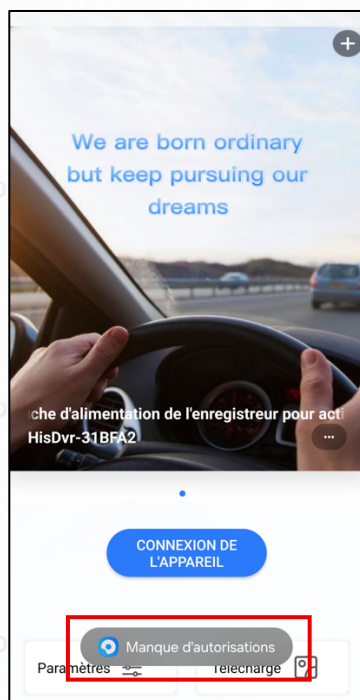 We are born ordinary
but keep pursuing our
dreams
che d'alimentation de l'enregistreur pour acti
HisDvr-31BFA2
CONNEXION DE
L'APPAREIL
Manque d'autorisations
Paramètres
Télécharge